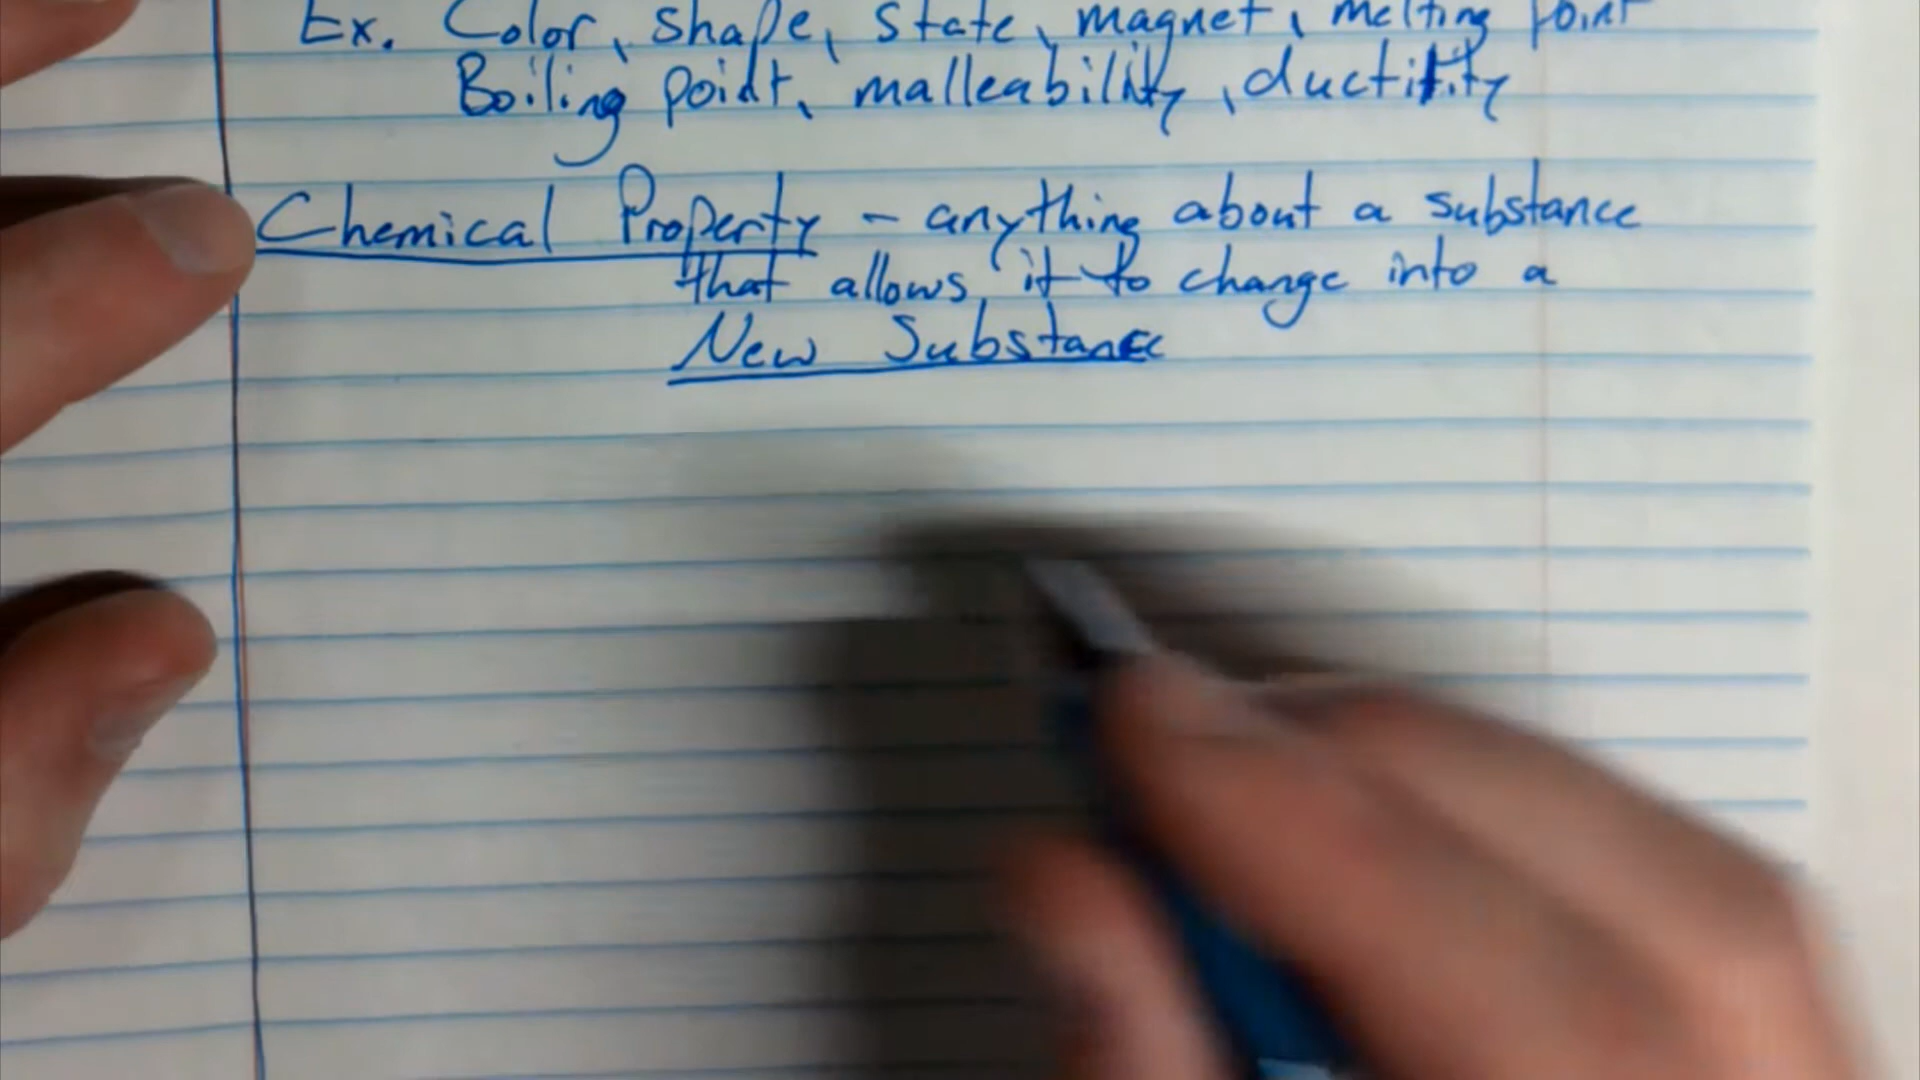 Ex. Color, shape, state, magnet, melting point
Boiling point, malleability, ductility
Chemical Property - anything about a substance
that allows it to change into a
New Substance